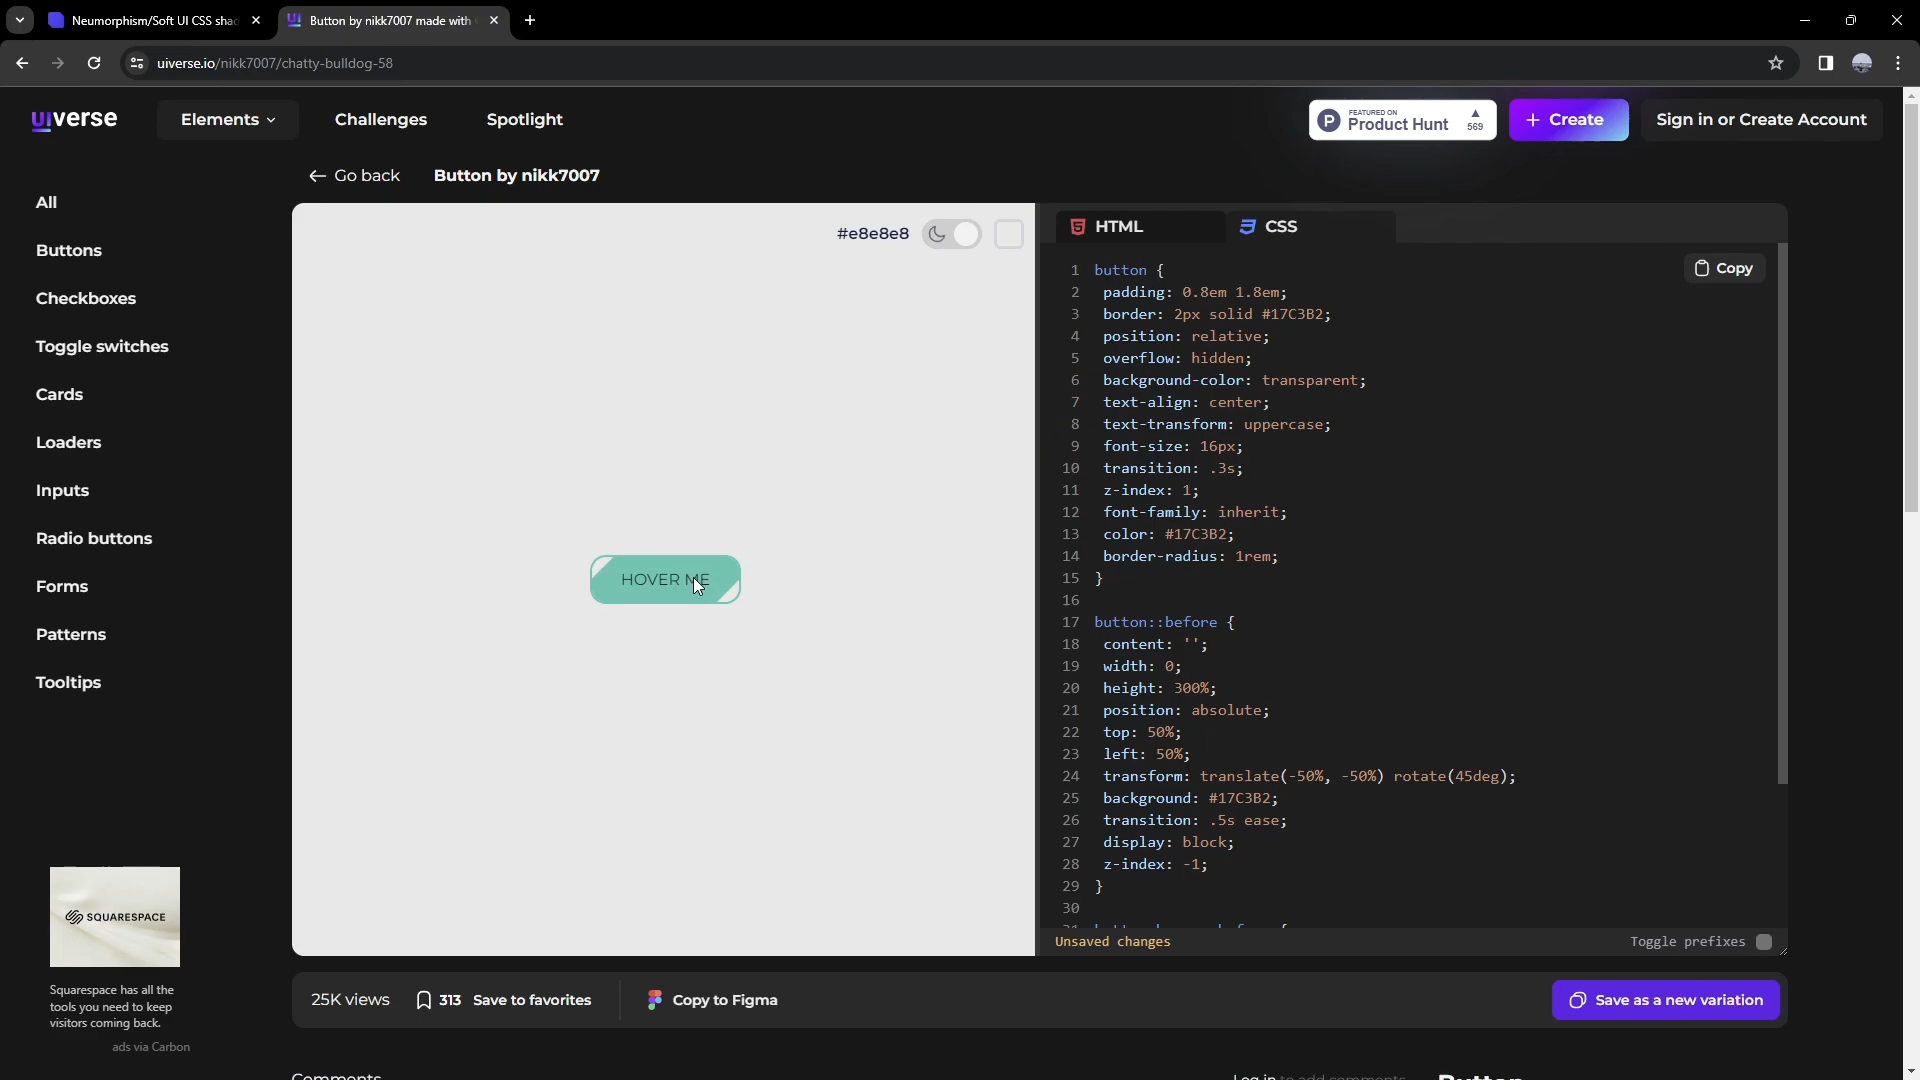 Neumorphism/Soft UI CSS sha
Button by nikk7007 made with
uiverse.io/nikk7007/chatty-bulldog-58
uiverse
Elements
Challenges
Spotlight
FEATURED ON
Product Hunt
569
+ Create
Sign in or Create Account
← Go back
Button by nikk7007
All
Buttons
Checkboxes
Toggle switches
Cards
Loaders
Inputs
Radio buttons
Forms
Patterns
Tooltips
#e8e8e8
HOVER ME
HTML
CSS
Copy
1 button {
2 padding: 0.8em 1.8em;
3 border: 2px solid #17C3B2;
4 position: relative;
5 overflow: hidden;
6 background-color: transparent;
7 text-align: center;
8 text-transform: uppercase;
9 font-size: 16px;
10 transition: .3s;
11 z-index: 1;
12 font-family: inherit;
13 color: #17C3B2;
14 border-radius: 1rem;
15 }
16
17 button::before {
18 content: '';
19 width: 0;
20 height: 300%;
21 position: absolute;
22 top: 50%;
23 left: 50%;
24 transform: translate(-50%, -50%) rotate(45deg);
25 background: #17C3B2;
26 transition: .5s ease;
27 display: block;
28 z-index: -1;
29 }
30
Unsaved changes
Toggle prefixes
SQUARESPACE
Squarespace has all the
tools you need to keep
visitors coming back.
ads via Carbon
25K views
313 Save to favorites
Copy to Figma
Save as a new variation
Comments
Log in to add comments
Button